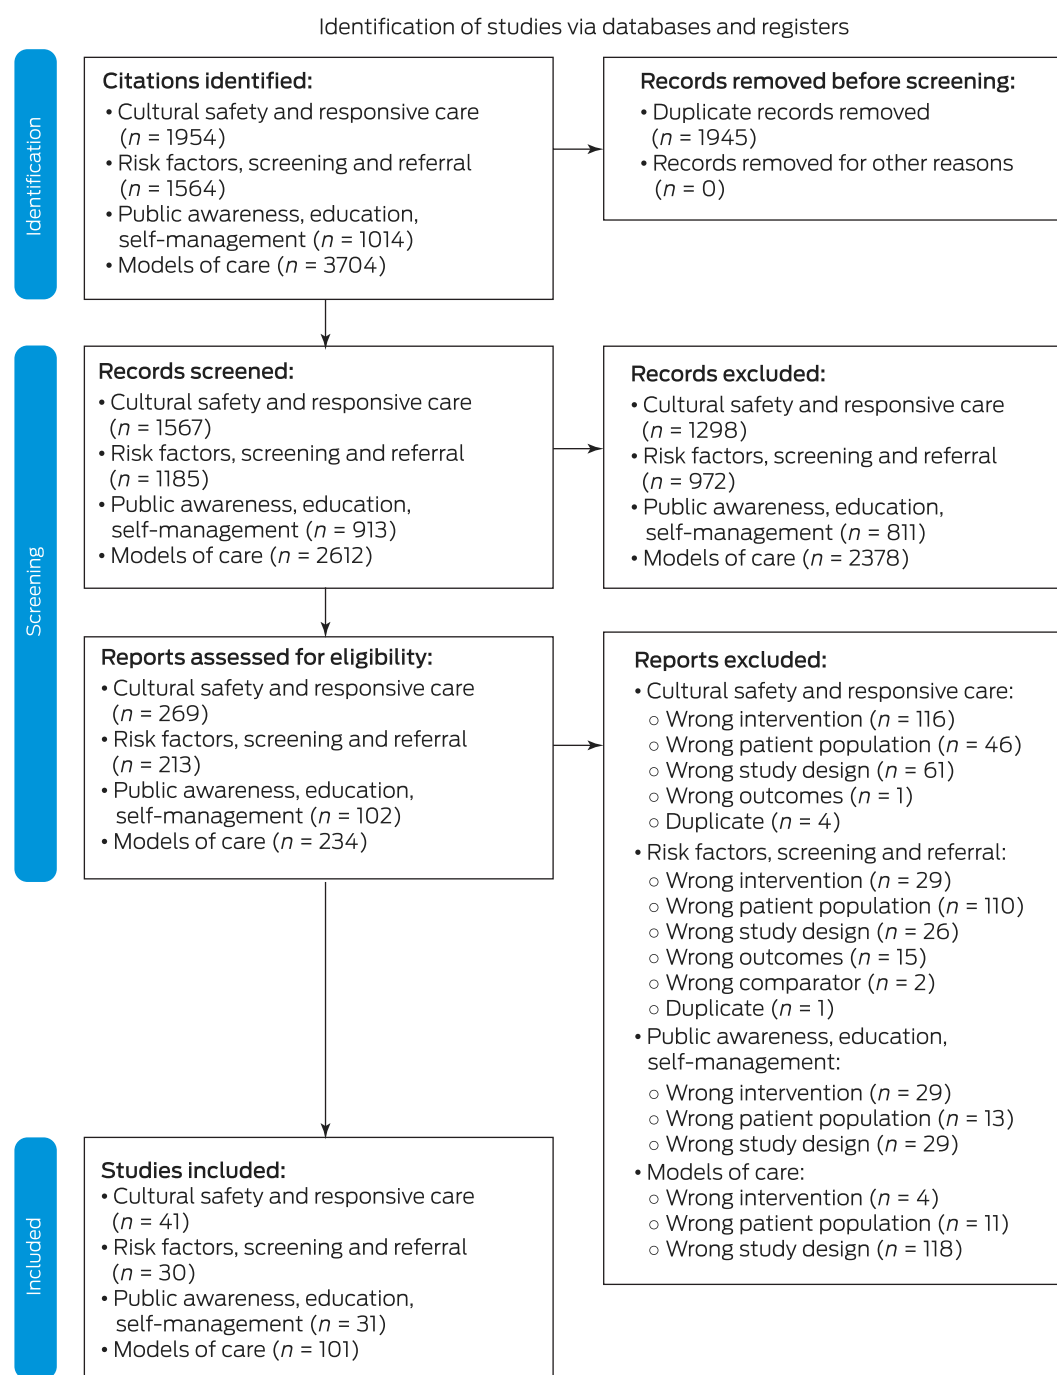 Identification of studies via databases and registers
Identification
Citations identified:
• Cultural safety and responsive care
(n = 1954)
• Risk factors, screening and referral
(n = 1564)
• Public awareness, education,
self-management (n = 1014)
• Models of care (n = 3704)
Records removed before screening:
• Duplicate records removed
(n = 1945)
• Records removed for other reasons
(n = 0)
Screening
Records screened:
• Cultural safety and responsive care
(n = 1567)
• Risk factors, screening and referral
(n = 1185)
• Public awareness, education,
self-management (n = 913)
• Models of care (n = 2612)
Records excluded:
• Cultural safety and responsive care
(n = 1298)
• Risk factors, screening and referral
(n = 972)
• Public awareness, education,
self-management (n = 811)
• Models of care (n = 2378)
Reports assessed for eligibility:
• Cultural safety and responsive care
(n = 269)
• Risk factors, screening and referral
(n = 213)
• Public awareness, education,
self-management (n = 102)
• Models of care (n = 234)
Reports excluded:
• Cultural safety and responsive care:
○ Wrong intervention (n = 116)
○ Wrong patient population (n = 46)
○ Wrong study design (n = 61)
○ Wrong outcomes (n = 1)
○ Duplicate (n = 4)
• Risk factors, screening and referral:
○ Wrong intervention (n = 29)
○ Wrong patient population (n = 110)
○ Wrong study design (n = 26)
○ Wrong outcomes (n = 15)
○ Wrong comparator (n = 2)
○ Duplicate (n = 1)
• Public awareness, education,
self-management:
○ Wrong intervention (n = 29)
○ Wrong patient population (n = 13)
○ Wrong study design (n = 29)
• Models of care:
○ Wrong intervention (n = 4)
○ Wrong patient population (n = 11)
○ Wrong study design (n = 118)
Included
Studies included:
• Cultural safety and responsive care
(n = 41)
• Risk factors, screening and referral
(n = 30)
• Public awareness, education,
self-management (n = 31)
• Models of care (n = 101)